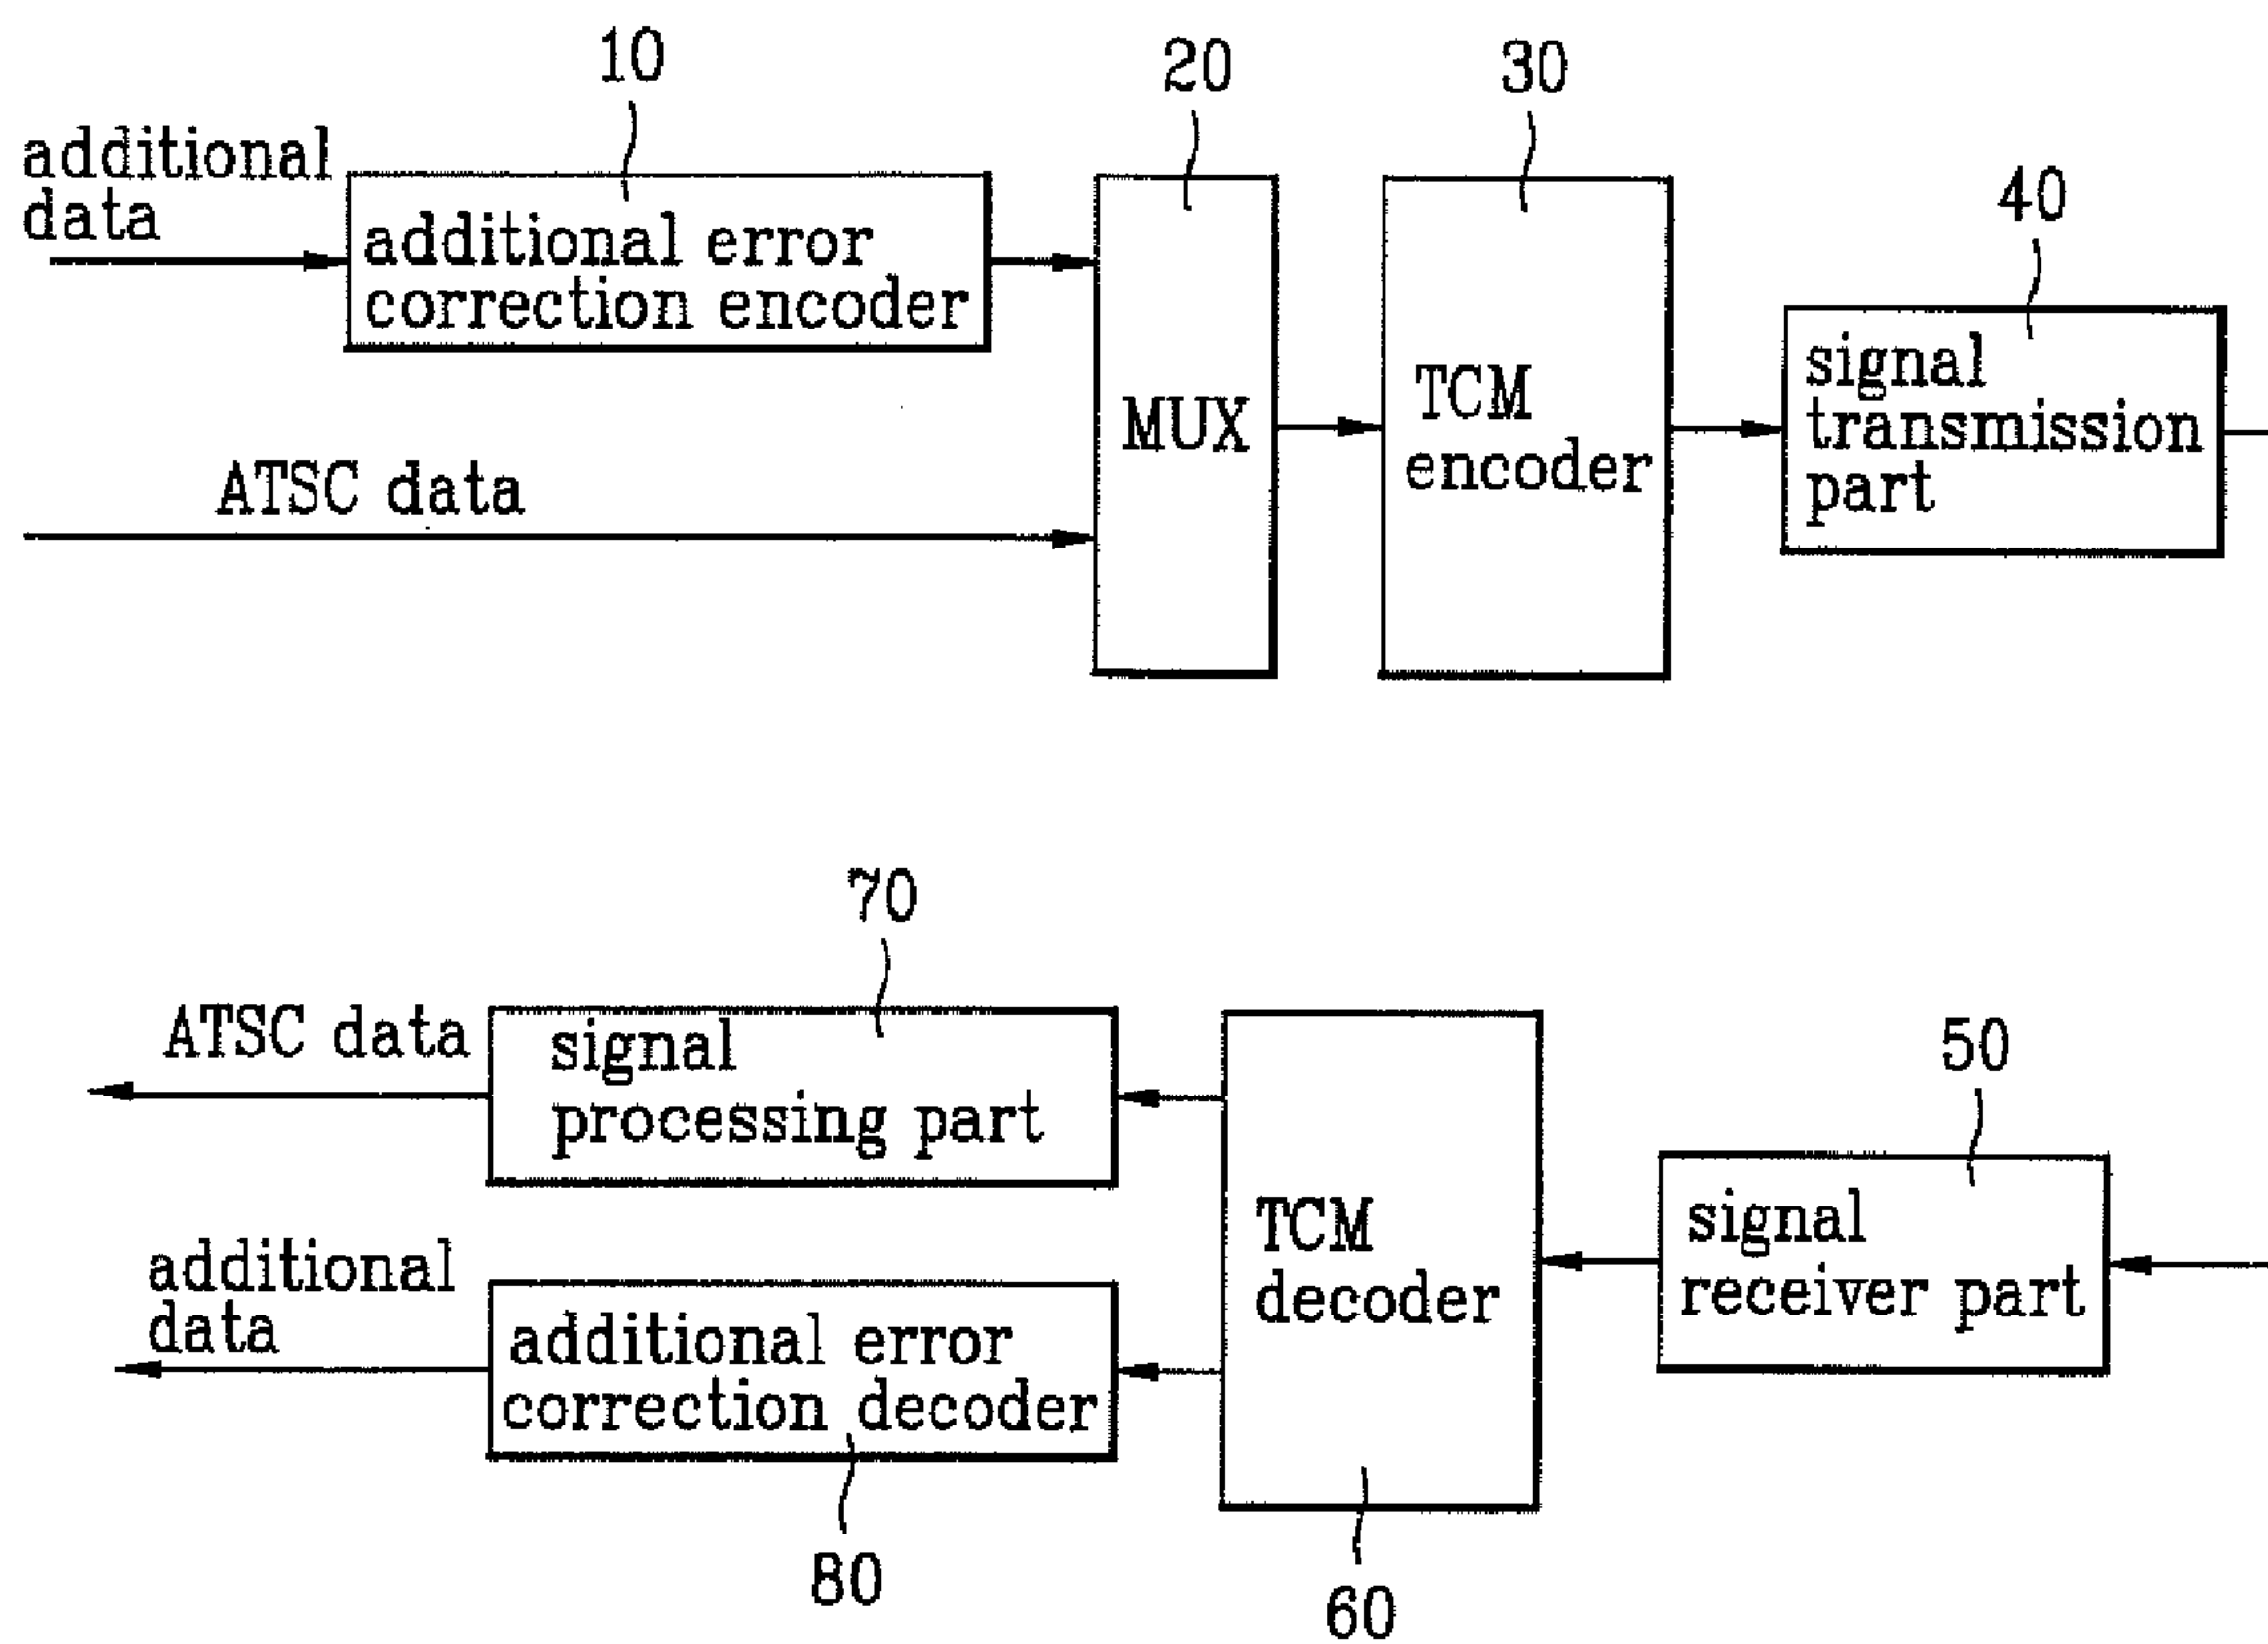 10
20
30
40
additional
data
additional error
correction encoder
ATSC data
MUX
TCM
encoder
signal
transmission
part
70
50
ATSC data
signal
processing part
additional
data
additional error
correction decoder
TCM
decoder
signal
receiver part
80
60